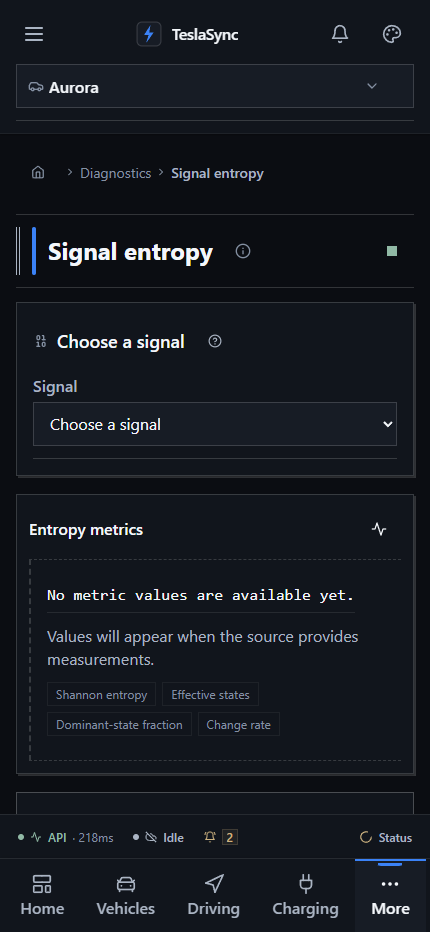 TeslaSync
Aurora
Diagnostics > Signal entropy
Signal entropy
Choose a signal
Signal
Choose a signal
Entropy metrics
No metric values are available yet.
Values will appear when the source provides
measurements.
Shannon entropy Effective states
Dominant-state fraction Change rate
API · 218ms Idle 2 Status
Home Vehicles Driving Charging More